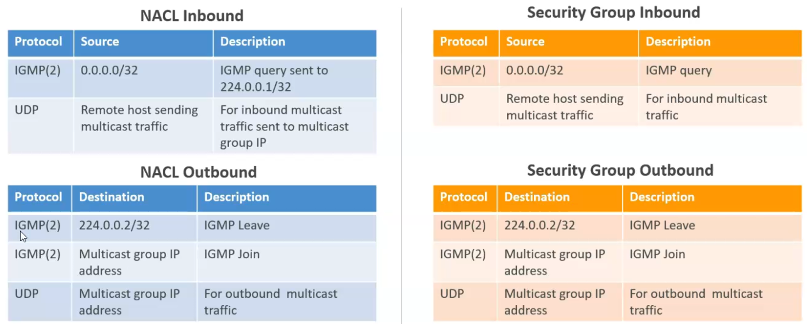 NACL Inbound
Protocol Source Description
IGMP(2) 0.0.0.0/32 IGMP query sent to
224.0.0.1/32
UDP Remote host sending For inbound multicast
multicast traffic traffic sent to multicast
group IP
Security Group Inbound
Protocol Source Description
IGMP(2) 0.0.0.0/32 IGMP query
UDP Remote host sending For inbound multicast
multicast traffic traffic
NACL Outbound
Protocol Destination Description
IGMP(2) 224.0.0.2/32 IGMP Leave
IGMP(2) Multicast group IP IGMP Join
address
UDP Multicast group IP For outbound multicast
address traffic
Security Group Outbound
Protocol Destination Description
IGMP(2) 224.0.0.2/32 IGMP Leave
IGMP(2) Multicast group IP IGMP Join
address
UDP Multicast group IP For outbound multicast
address traffic